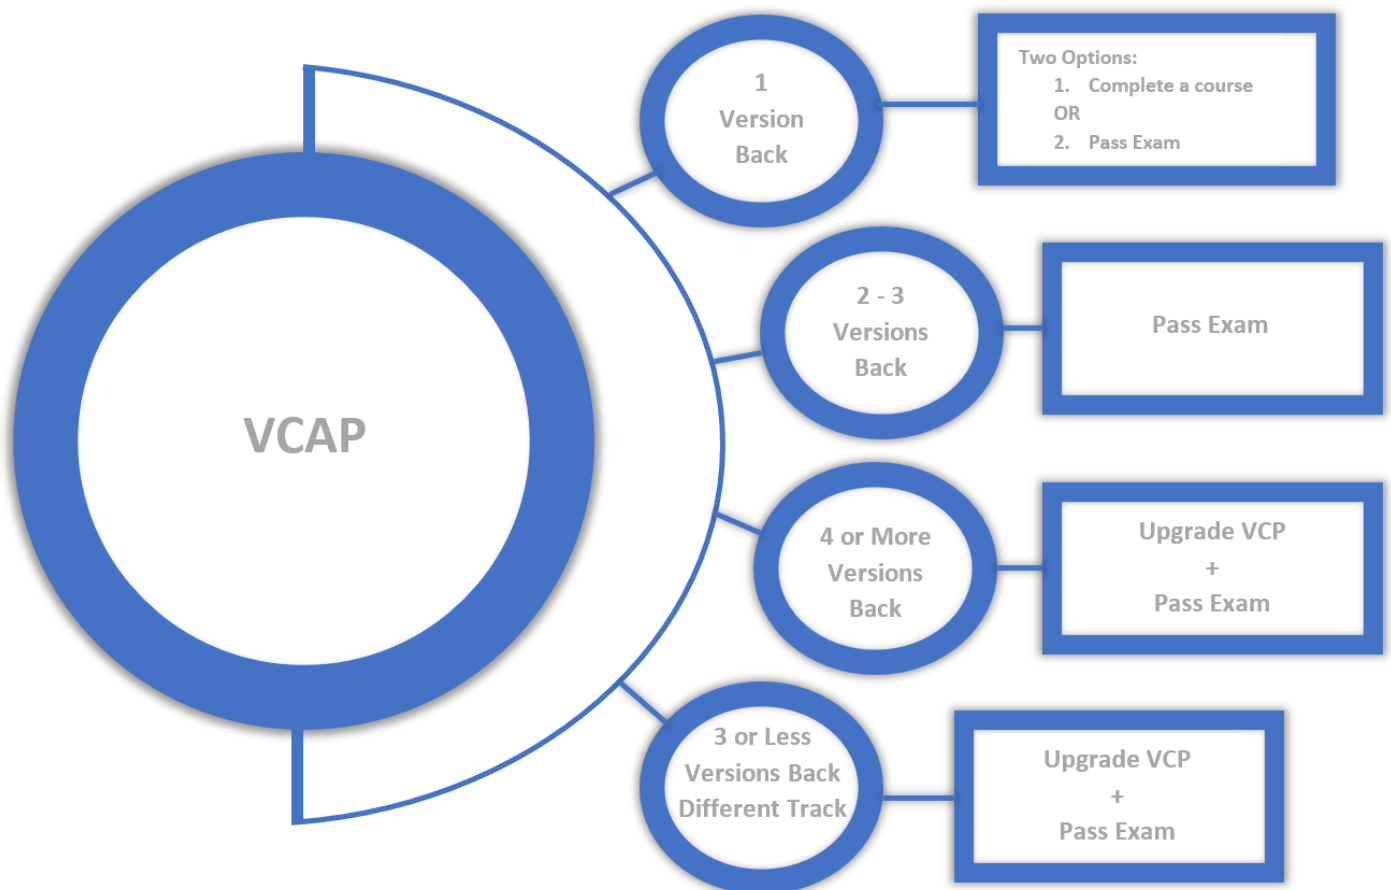 VCAP
1
Version
Back
Two Options:
1. Complete a course
OR
2. Pass Exam
2 - 3
Versions
Back
Pass Exam
4 or More
Versions
Back
Upgrade VCP
+
Pass Exam
3 or Less
Versions Back
Different Track
Upgrade VCP
+
Pass Exam